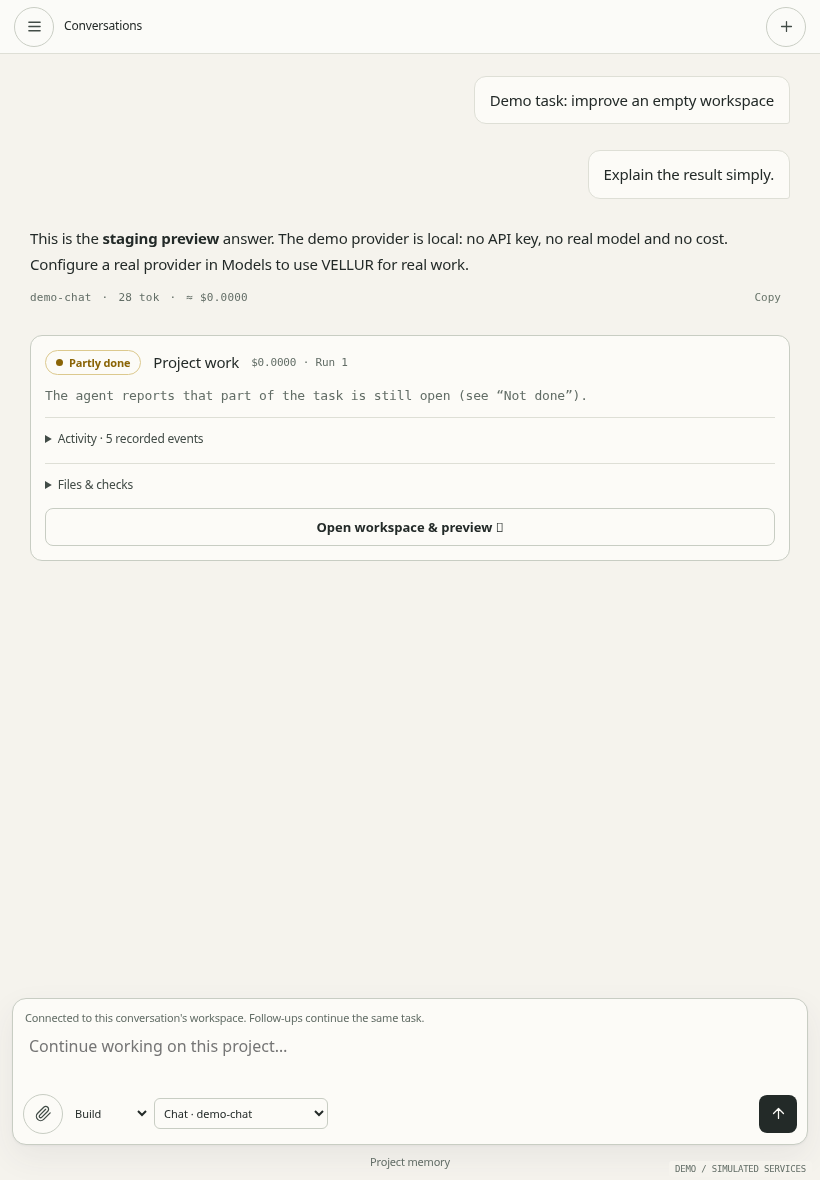 Conversations
Demo task: improve an empty workspace
Explain the result simply.
This is the staging preview answer. The demo provider is local: no API key, no real model and no cost.
Configure a real provider in Models to use VELLUR for real work.
demo-chat · 28 tok · ≈ $0.0000 Copy
Partly done Project work $0.0000 · Run 1
The agent reports that part of the task is still open (see “Not done”).
Activity · 5 recorded events
Files & checks
Open workspace & preview
Connected to this conversation's workspace. Follow-ups continue the same task.
Continue working on this project...
Build Chat · demo-chat
Project memory
DEMO / SIMULATED SERVICES